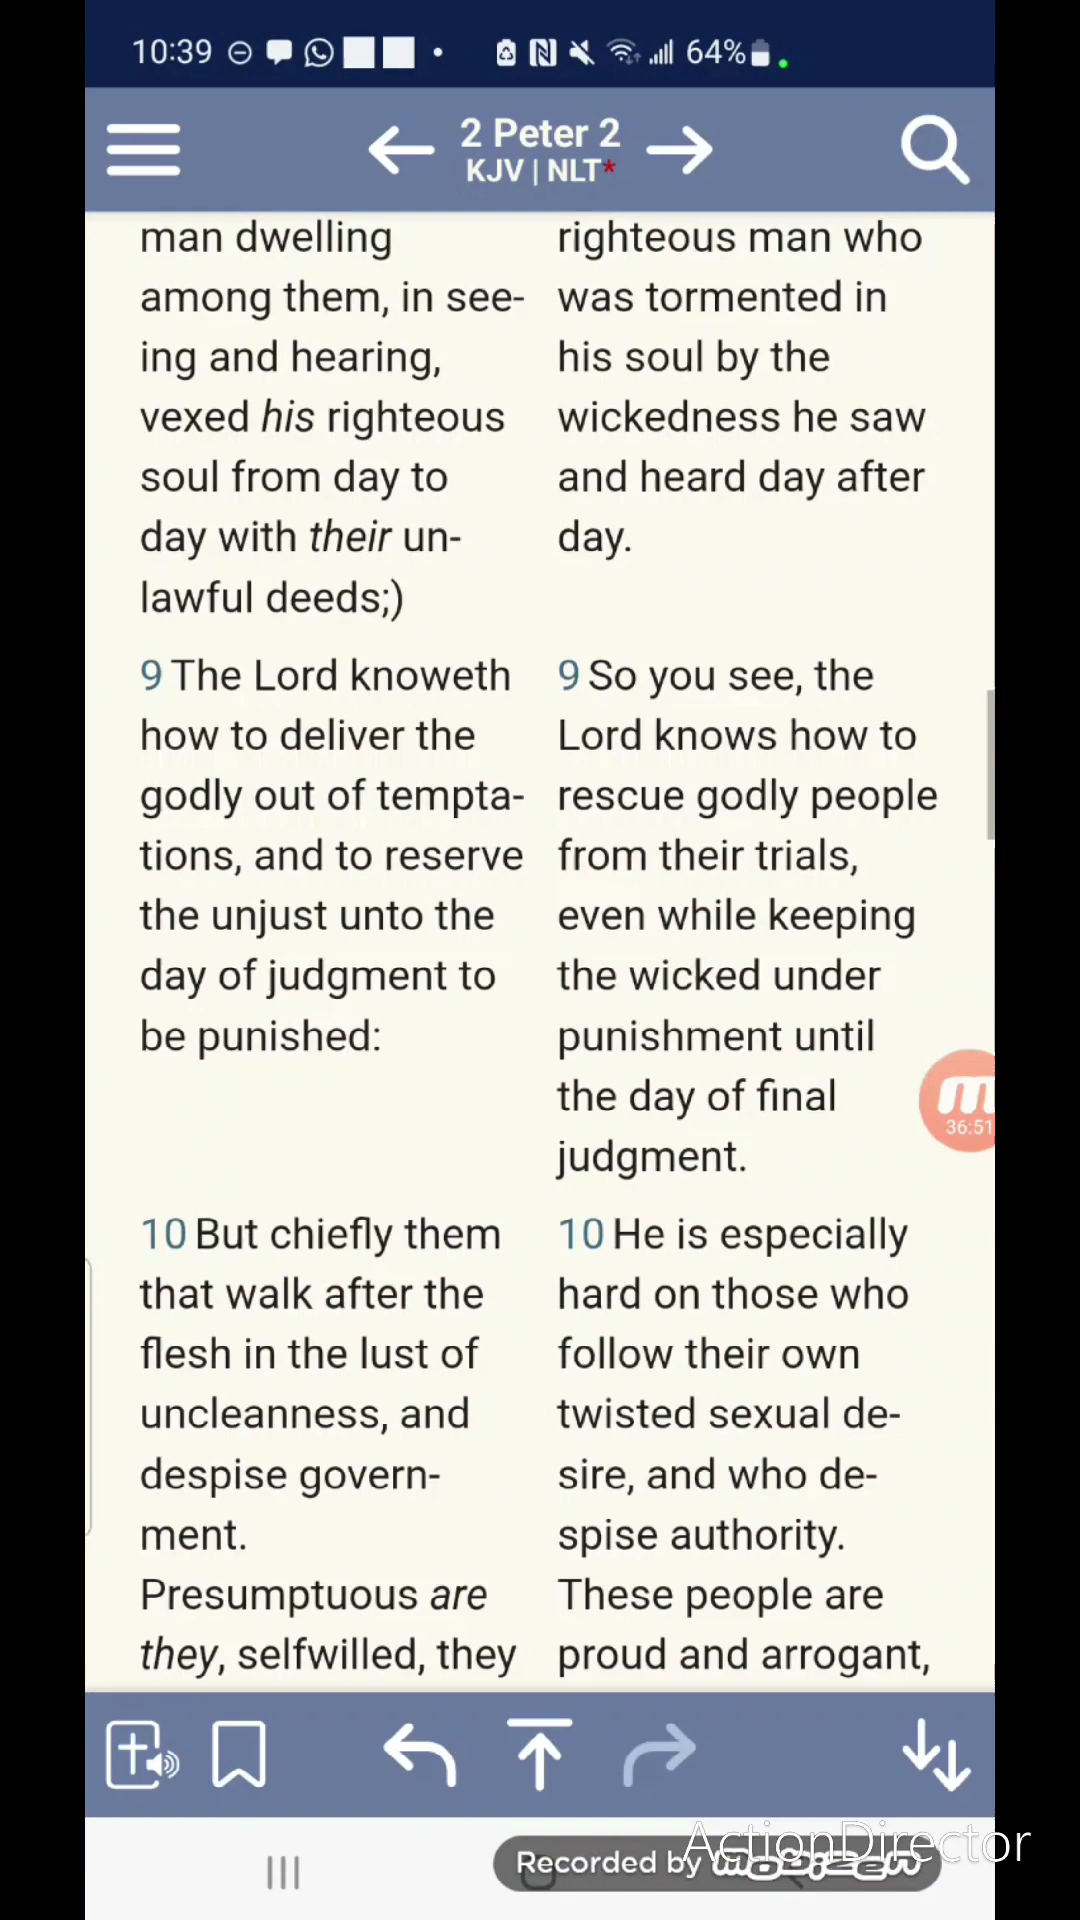 10:39
64%
2 Peter 2
KJV | NLT*
man dwelling
among them, in see-
ing and hearing,
vexed his righteous
soul from day to
day with their un-
lawful deeds;)
righteous man who
was tormented in
his soul by the
wickedness he saw
and heard day after
day.
9 The Lord knoweth
how to deliver the
godly out of tempta-
tions, and to reserve
the unjust unto the
day of judgment to
be punished:
9 So you see, the
Lord knows how to
rescue godly people
from their trials,
even while keeping
the wicked under
punishment until
the day of final
judgment.
36:51
10 But chiefly them
that walk after the
flesh in the lust of
uncleanness, and
despise govern-
ment.
Presumptuous are
they, selfwilled, they
10 He is especially
hard on those who
follow their own
twisted sexual de-
sire, and who de-
spise authority.
These people are
proud and arrogant,
ActionDirector
Recorded by mobizen